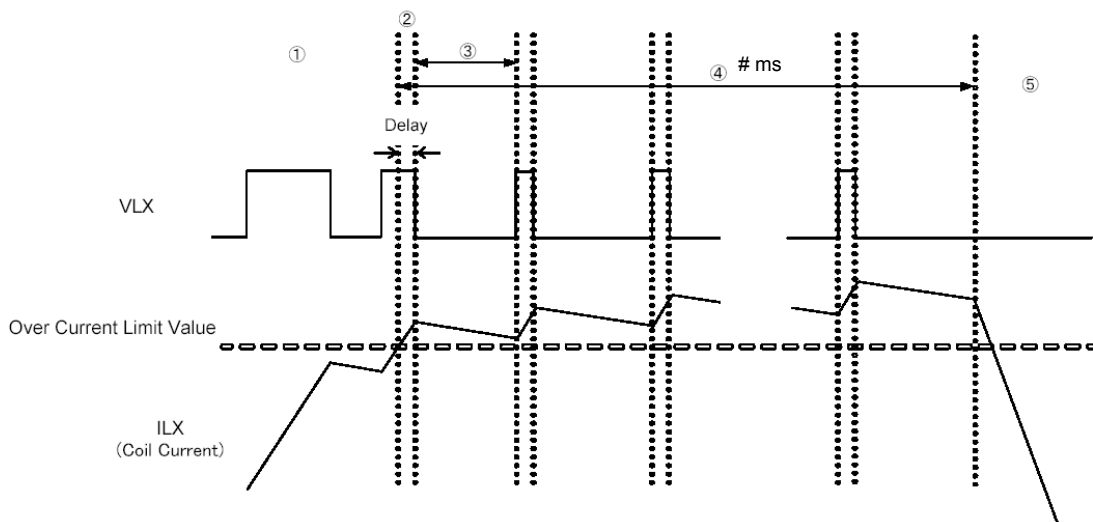 ②
①
③
④ # ms
⑤
Delay
VLX
Over Current Limit Value
ILX
(Coil Current)